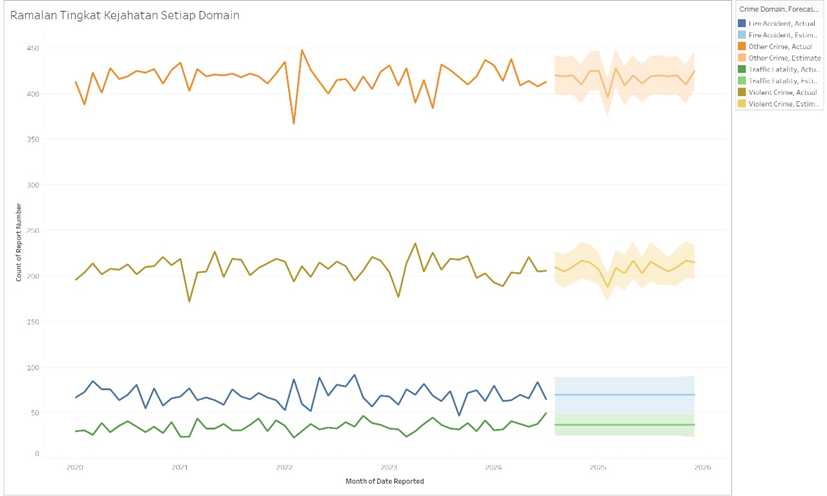 Ramalan Tingkat Kejahatan Setiap Domain
Crime Domain, Forecas...
Fire Accident, Actual
Fire Accident, Estim..
Other Crime, Actual
Other Crime, Estimate
Traffic Fatality, Actu..
Traffic Fatality, Esti..
Violent Crime, Actual
Violent Crime, Estim..
450
400
350
300
250
200
150
100
50
0
Count of Report Number
2020
2021
2022
2023
2024
2025
2026
Month of Date Reported